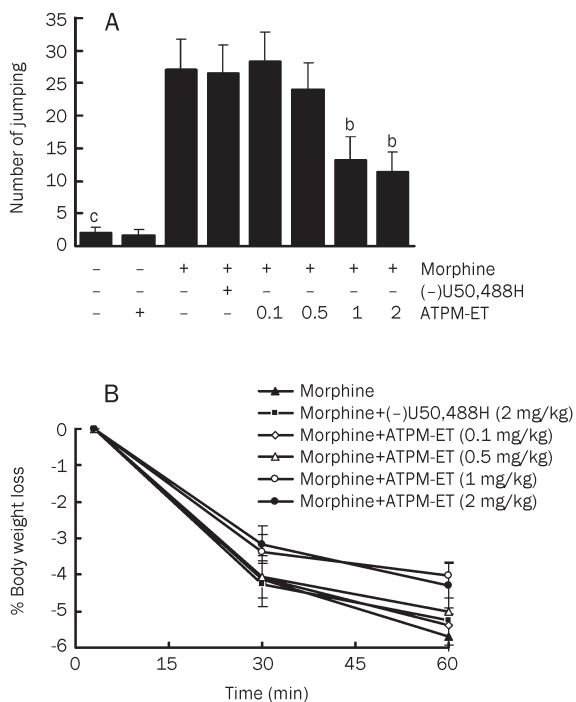 A
Number of jumping
35
30
25
20
15
10
5
0
c
b
b
– – + + + + + + Morphine
– – – + – – – – (–)U50,488H
– + – – 0.1 0.5 1 2 ATPM-ET
B
Morphine
Morphine+(–)U50,488H (2 mg/kg)
Morphine+ATPM-ET (0.1 mg/kg)
Morphine+ATPM-ET (0.5 mg/kg)
Morphine+ATPM-ET (1 mg/kg)
Morphine+ATPM-ET (2 mg/kg)
% Body weight loss
0
-1
-2
-3
-4
-5
-6
0 15 30 45 60
Time (min)